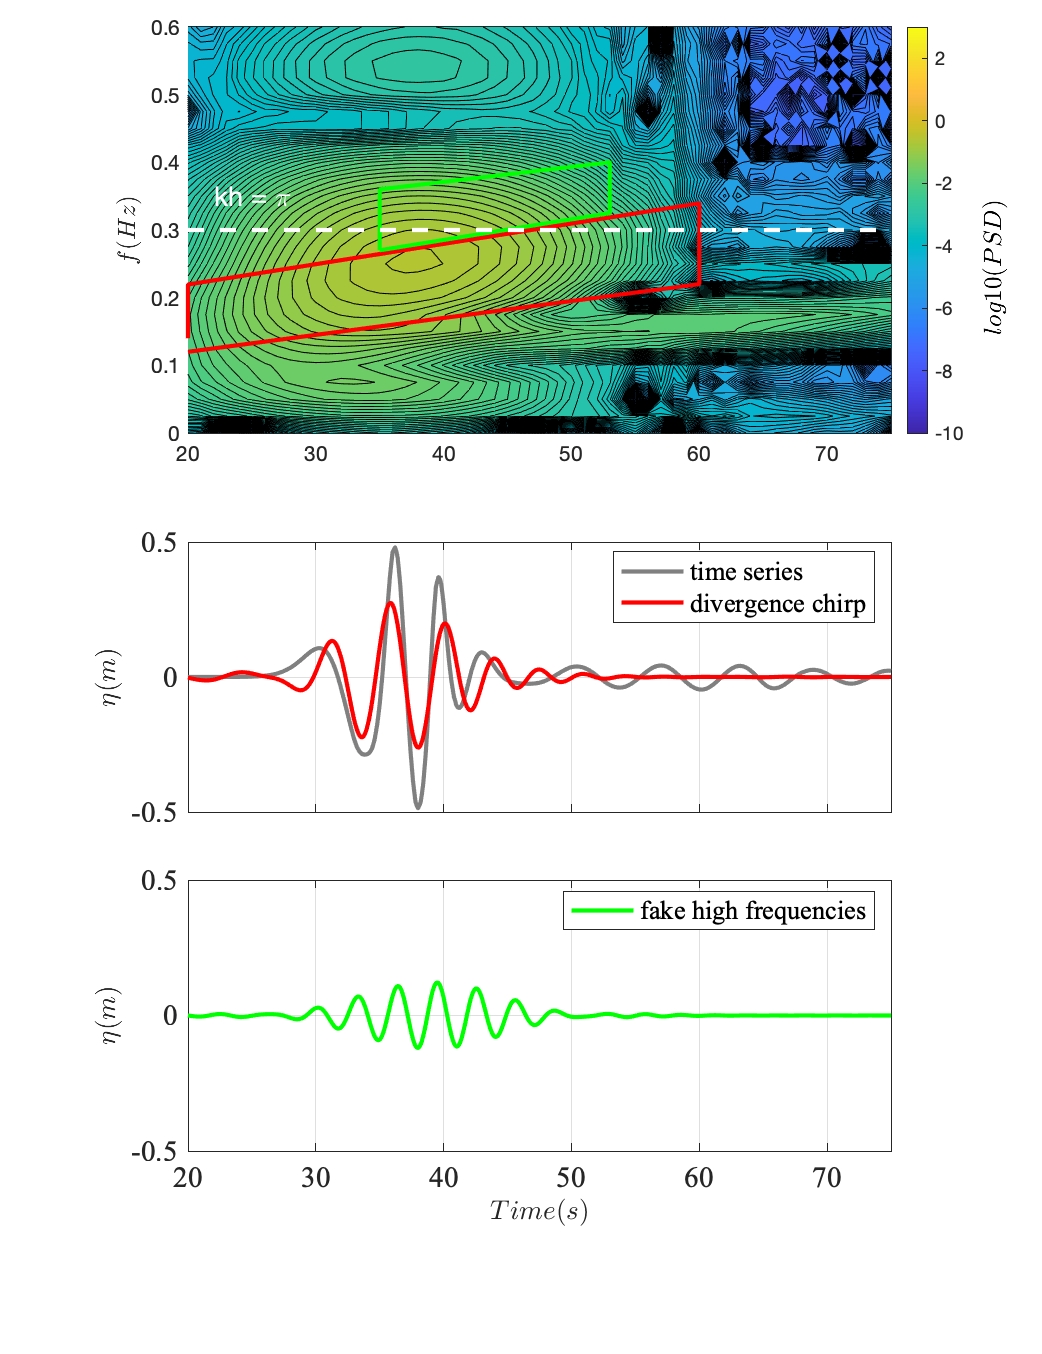 0.6
0.5
0.4
0.3
0.2
0.1
0
f(Hz)
kh = π
20 30 40 50 60 70
2
0
-2
-4
-6
-8
-10
log10(PSD)
0.5
0
-0.5
η(m)
time series
divergence chirp
0.5
0
-0.5
η(m)
fake high frequencies
20 30 40 50 60 70
Time(s)